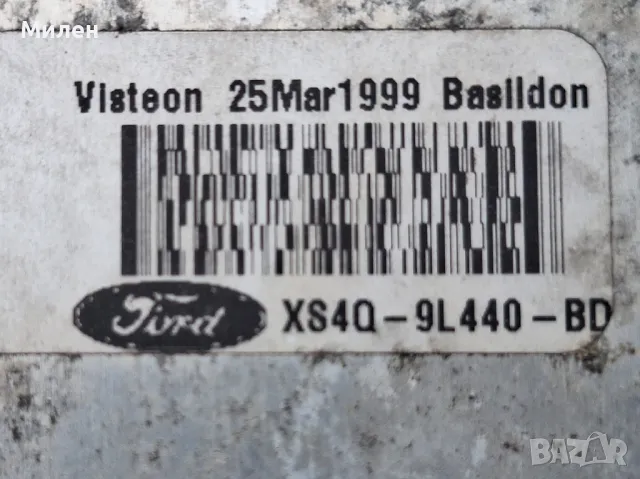 Милен
Visteon 25Mar1999 Basildon
Ford XS4Q-9L440-BD
BAZAR